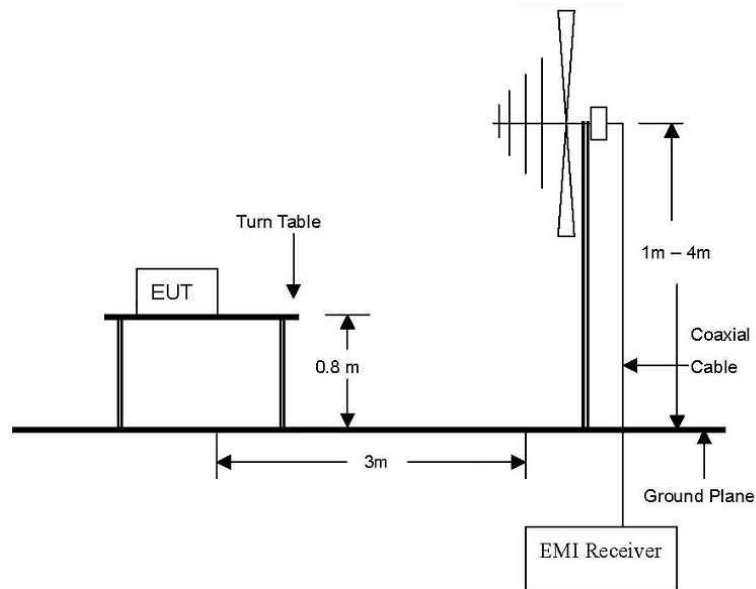 Turn Table
EUT
1m – 4m
0.8 m
Coaxial
Cable
3m
Ground Plane
EMI Receiver